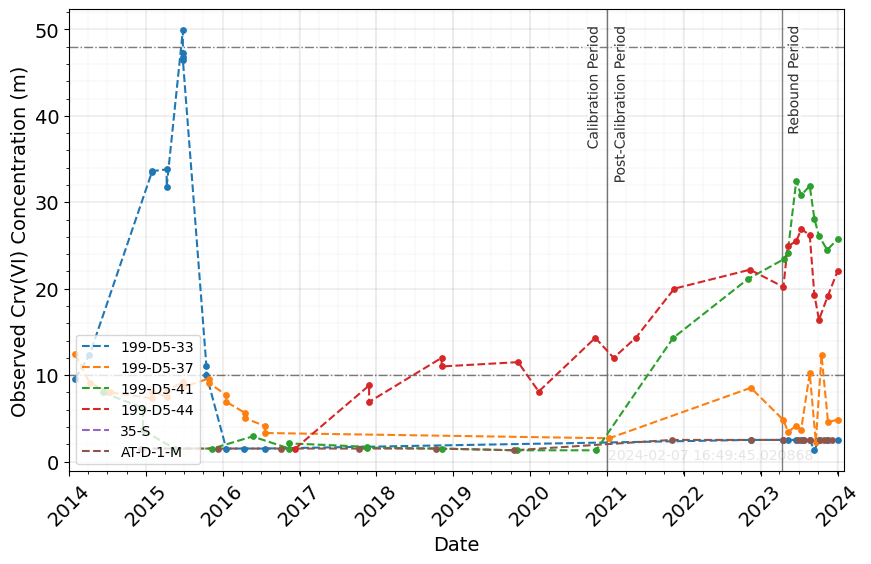 50
40
30
20
10
0
Observed Crv(VI) Concentration (m)
Calibration Period
Post-Calibration Period
Rebound Period
199-D5-33
199-D5-37
199-D5-41
199-D5-44
35-S
AT-D-1-M
2024-02-07 16:49:45.020868
2014
2015
2016
2017
2018
2019
2020
2021
2022
2023
2024
Date